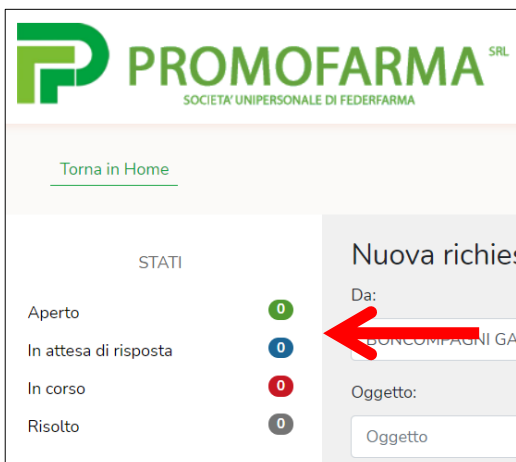 PROMOFARMA SRL
SOCIETA' UNIPERSONALE DI FEDERFARMA
Torna in Home
STATI
Aperto 0
In attesa di risposta 0
In corso 0
Risolto 0
Nuova richies
Da:
BONCOMPAGNI GA
Oggetto:
Oggetto